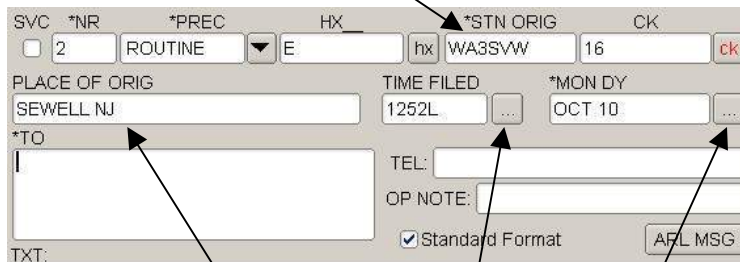 SVC *NR *PREC HX__ *STN ORIG CK
2 ROUTINE E hx WA3SVW 16 ck
PLACE OF ORIG TIME FILED *MON DY
SEWELL NJ 1252L ... OCT 10 ...
*TO
TEL:
OP NOTE:
Standard Format ARL MSG
TXT: